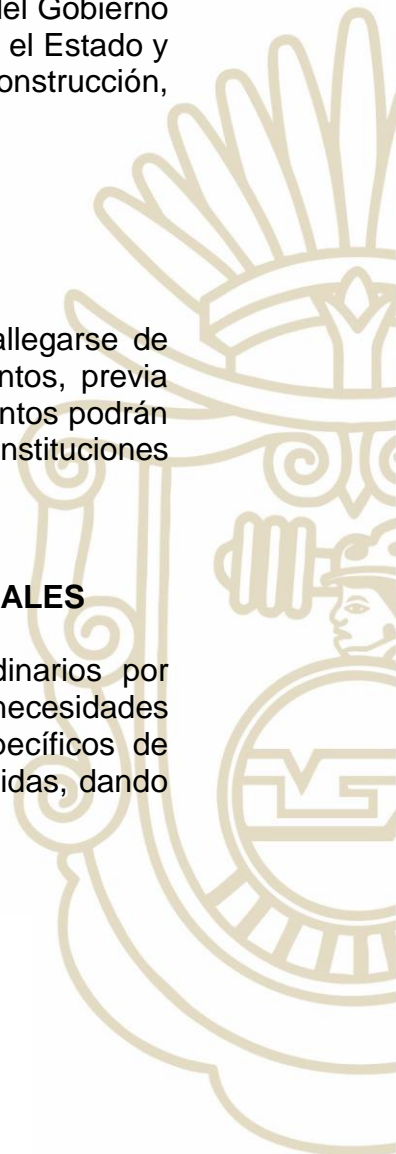 del Gobierno
el Estado y
onstrucción,
allegarse de
ntos, previa
entos podrán
nstituciones
ALES
dinarios por
necesidades
pecíficos de
idas, dando